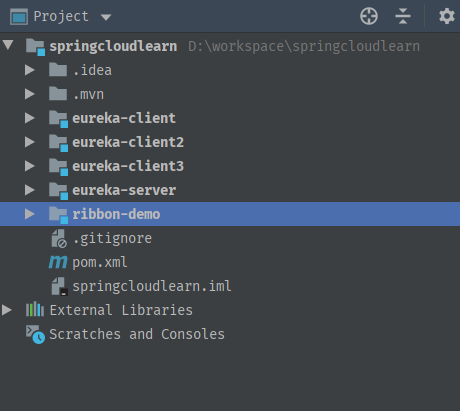 Project
springcloudlearn D:\workspace\springcloudlearn
.idea
.mvn
eureka-client
eureka-client2
eureka-client3
eureka-server
ribbon-demo
.gitignore
m pom.xml
springcloudlearn.iml
External Libraries
Scratches and Consoles